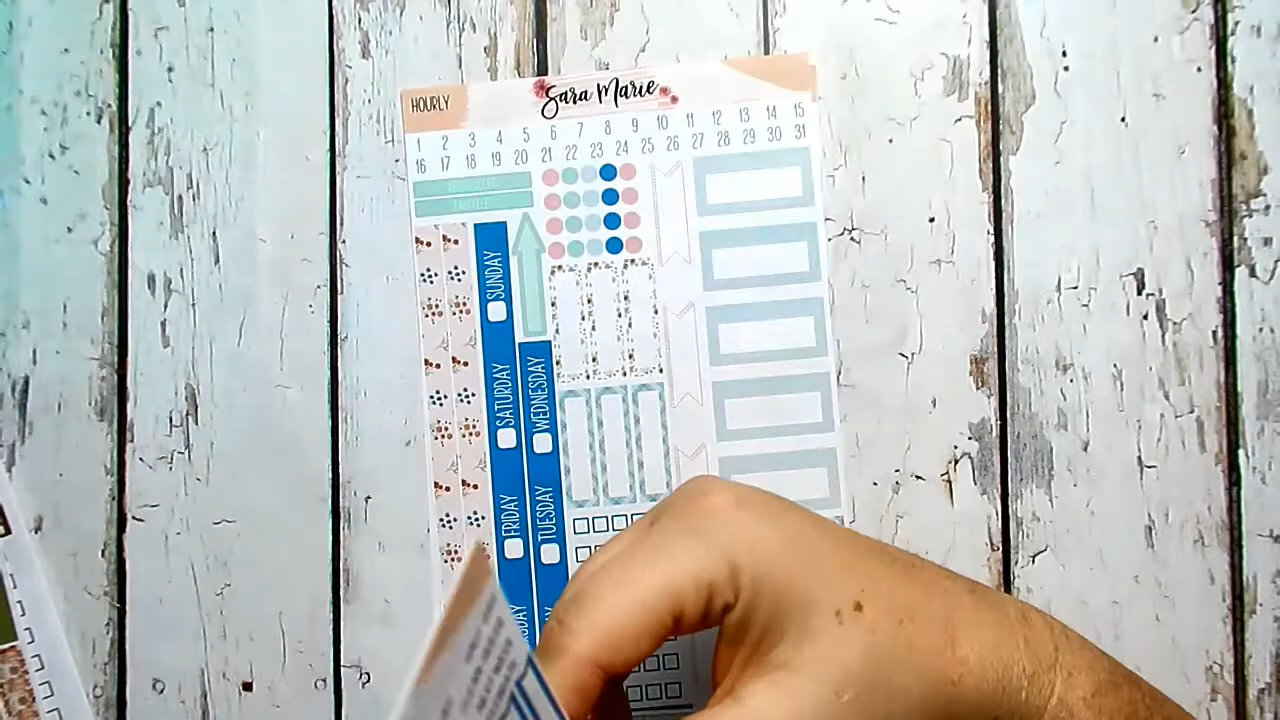 HOURLY
Sara Marie
1 2 3 4 5 6 7 8 9 10 11 12 13 14 15
16 17 18 19 20 21 22 23 24 25 26 27 28 29 30 31
SUNDAY
SATURDAY
WEDNESDAY
FRIDAY
TUESDAY